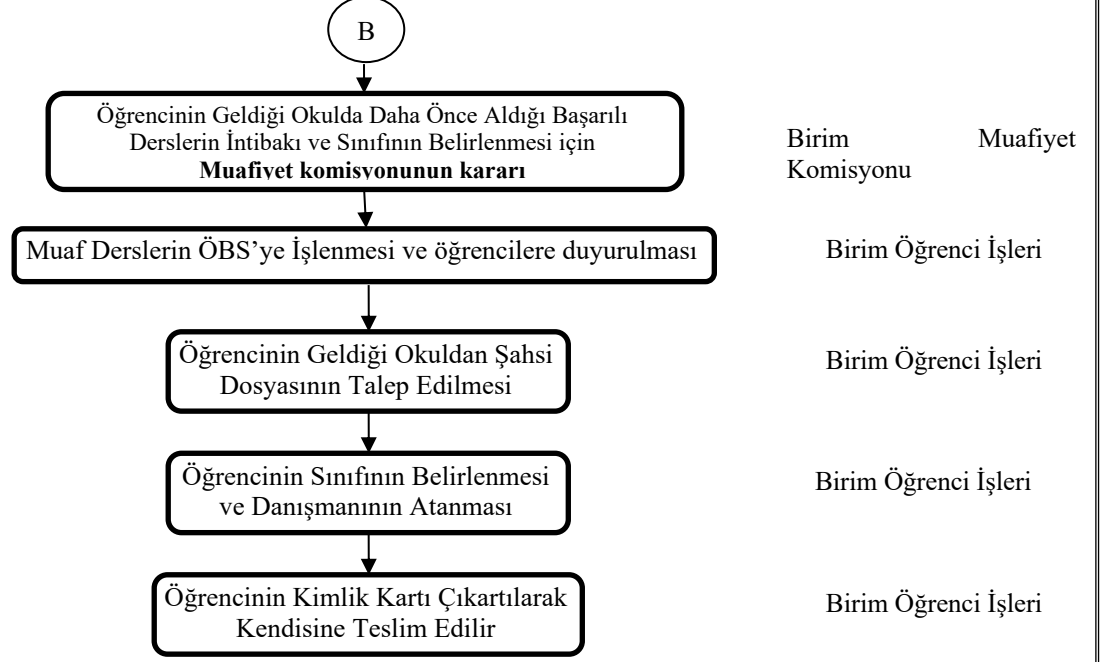 B
Öğrencinin Geldiği Okulda Daha Önce Aldığı Başarılı
Derslerin İntibakı ve Sınıfının Belirlenmesi için
Muafiyet komisyonunun kararı
Birim Muafiyet
Komisyonu
Muaf Derslerin ÖBS’ye İşlenmesi ve öğrencilere duyurulması
Birim Öğrenci İşleri
Öğrencinin Geldiği Okuldan Şahsi
Dosyasının Talep Edilmesi
Birim Öğrenci İşleri
Öğrencinin Sınıfının Belirlenmesi
ve Danışmanının Atanması
Birim Öğrenci İşleri
Öğrencinin Kimlik Kartı Çıkartılarak
Kendisine Teslim Edilir
Birim Öğrenci İşleri